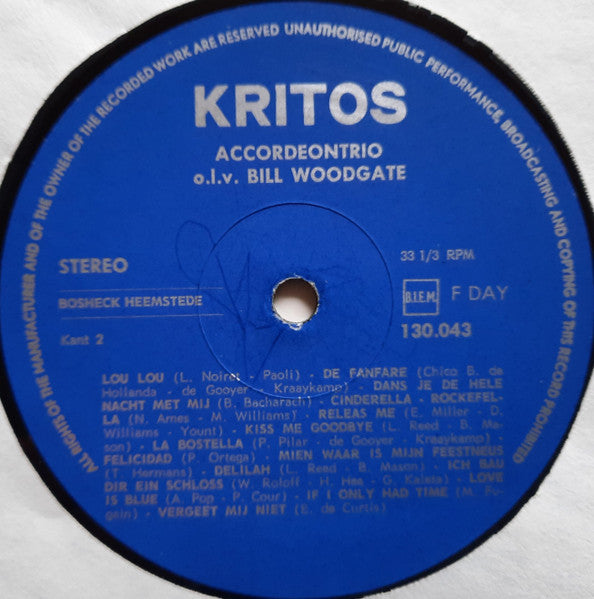 ALL RIGHTS OF THE MANUFACTURER AND OF THE OWNER OF THE RECORDED WORK ARE RESERVED UNAUTHORISED PUBLIC PERFORMANCE, BROADCASTING AND COPYING OF THIS RECORD PROHIBITED
KRITOS
ACCORDEONTRIO
o.l.v. BILL WOODGATE
STEREO
33 1/3 RPM
BOSHECK HEEMSTEDE
B.I.E.M. F DAY
130.043
Kant 2
LOU LOU (L. Noiret - Paoli) - DE FANFARE (Chico B. de
Hollanda - de Gooyer - Kraaykamp) - DANS JE DE HELE
NACHT MET MIJ (B. Bacharach) - CINDERELLA - ROCKEFEL-
LA (N. Ames - M. Williams) - RELEAS ME (E. Miller - D.
Williams - Yount) - KISS ME GOODBYE (L. Reed - B. Ma-
son) - LA BOSTELLA (P. Pilar - de Gooyer - Kraaykamp) -
FELICIDAD (P. Ortega) - MIEN WAAR IS MIJN FEESTNEUS
(T. Hermans) - DELILAH (L. Reed - B. Mason) - ICH BAU
DIR EIN SCHLOSS (W. Roloff - H. Hee - G. Kaleta) - LOVE
IS BLUE (A. Pop - P. Cour) - IF I ONLY HAD TIME (M. Fu-
gain) - VERGEET MIJ NIET (E. de Curtis)